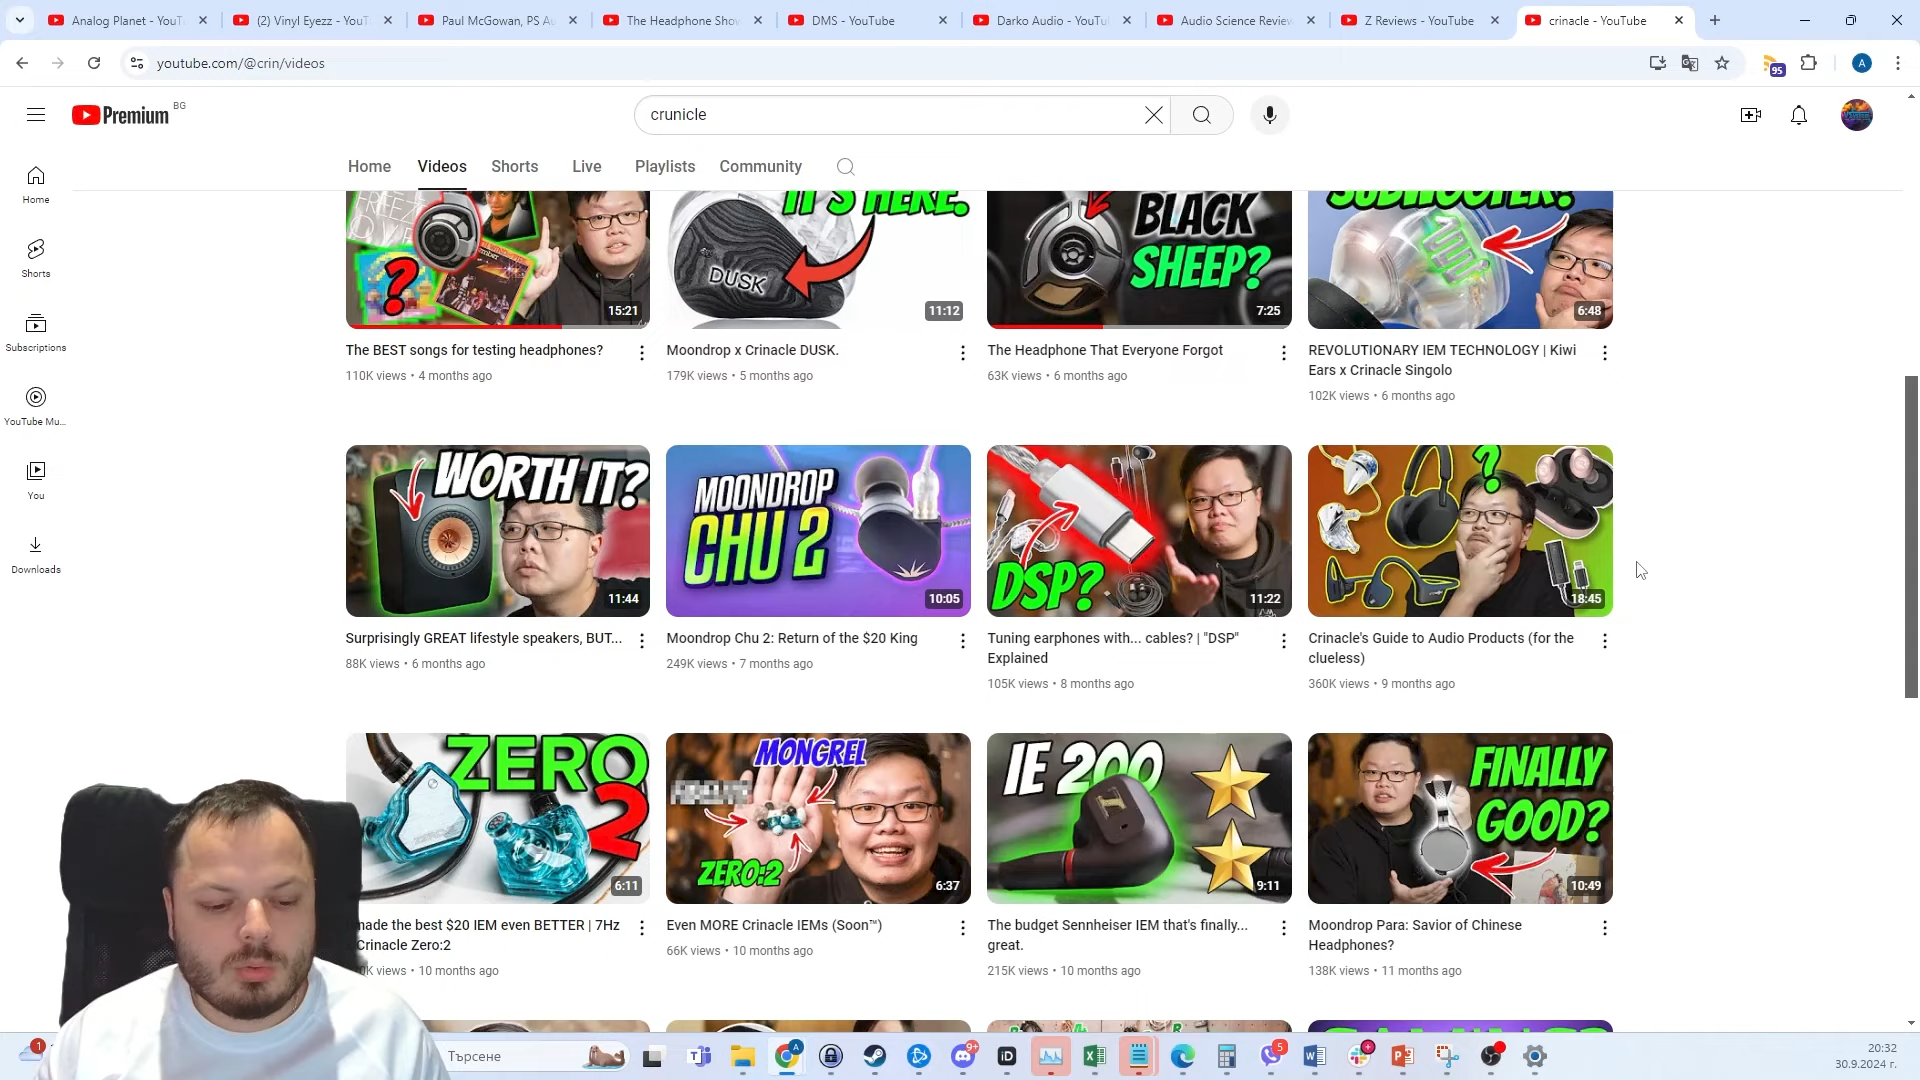 Analog Planet - YouT
(2) Vinyl Eyezz - YouT
Paul McGowan, PS A
The Headphone Sho
DMS - YouTube
Darko Audio - YouTu
Audio Science Review
Z Reviews - YouTube
crinacle - YouTube
youtube.com/@crin/videos
95
A
Premium
BG
crunicle
Home
Videos
Shorts
Live
Playlists
Community
Home
Shorts
Subscriptions
YouTube Mu...
You
Downloads
?
15:21
IT'S HERE.
DUSK
11:12
BLACK
SHEEP?
7:25
SUBWOOFER?
6:48
The BEST songs for testing headphones?
110K views • 4 months ago
Moondrop x Crinacle DUSK.
179K views • 5 months ago
The Headphone That Everyone Forgot
63K views • 6 months ago
REVOLUTIONARY IEM TECHNOLOGY | Kiwi
Ears x Crinacle Singolo
102K views • 6 months ago
WORTH IT?
11:44
MOONDROP
CHU 2
10:05
DSP?
11:22
?
18:45
Surprisingly GREAT lifestyle speakers, BUT...
88K views • 6 months ago
Moondrop Chu 2: Return of the $20 King
249K views • 7 months ago
Tuning earphones with... cables? | "DSP"
Explained
105K views • 8 months ago
Crinacle's Guide to Audio Products (for the
clueless)
360K views • 9 months ago
ZERO
2
6:11
MONGREL
ZERO:2
6:37
IE 200
9:11
FINALLY
GOOD?
10:49
made the best $20 IEM even BETTER | 7Hz
Crinacle Zero:2
K views • 10 months ago
Even MORE Crinacle IEMs (Soon™)
66K views • 10 months ago
The budget Sennheiser IEM that's finally...
great.
215K views • 10 months ago
Moondrop Para: Savior of Chinese
Headphones?
138K views • 11 months ago
1
Търсене
A
9+
iD
5
20:32
30.9.2024 г.